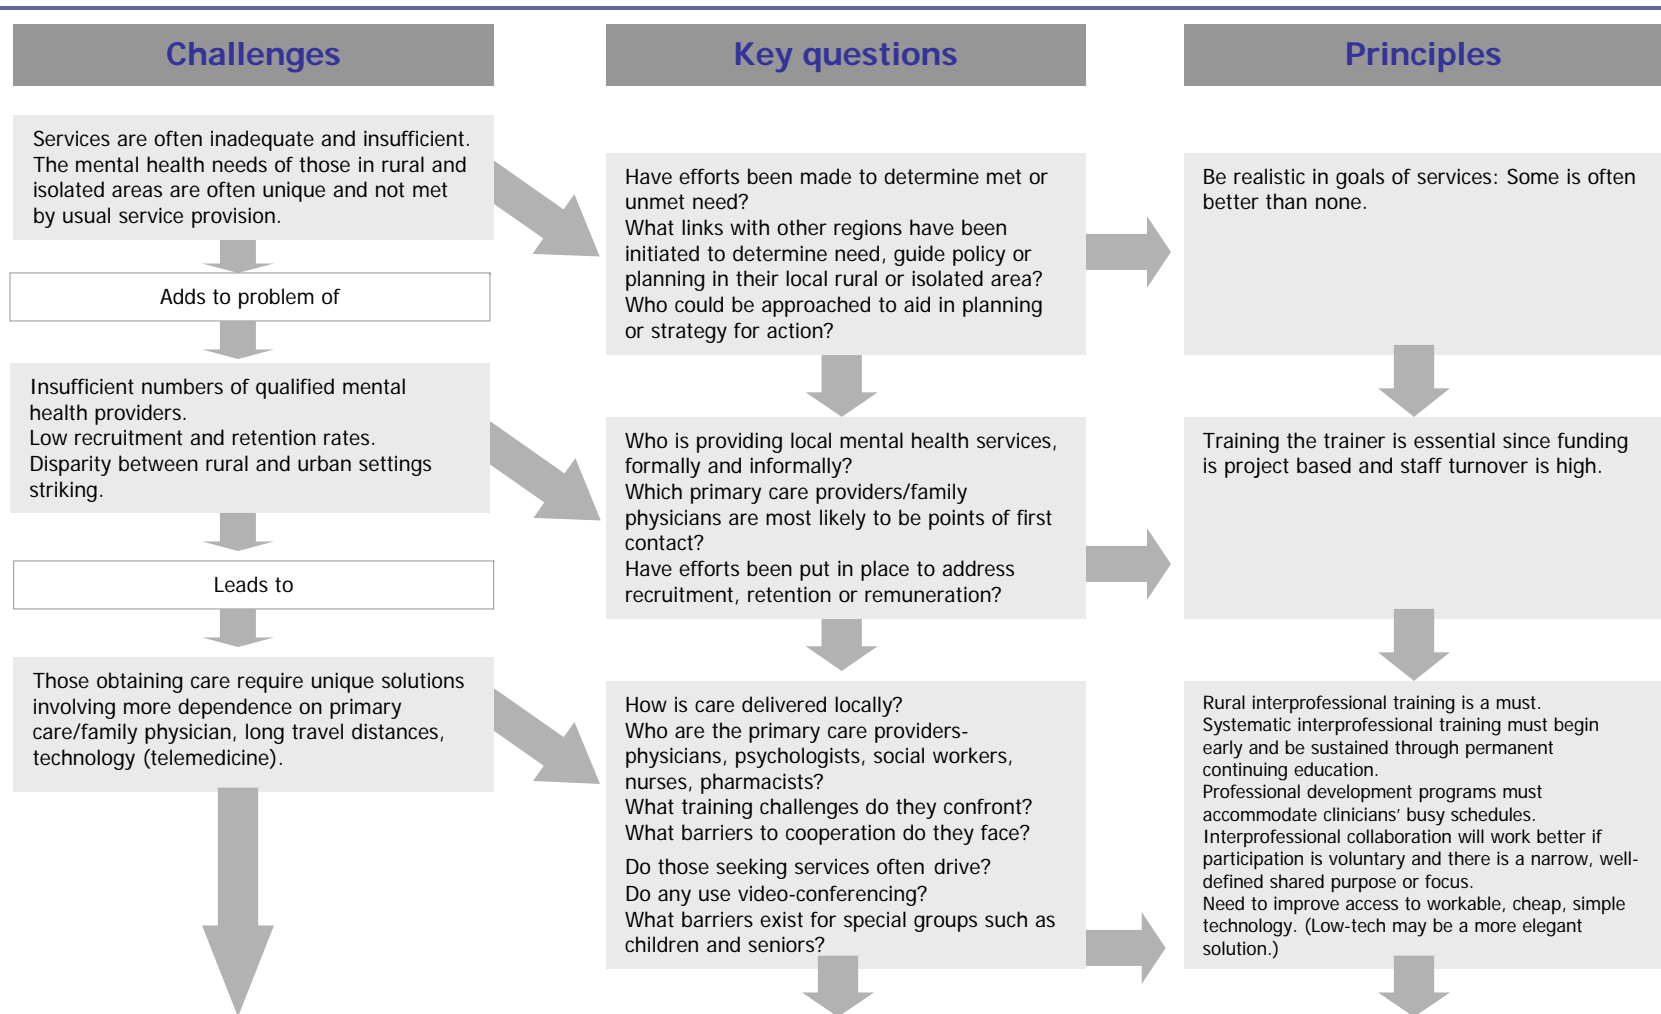 Challenges
Services are often inadequate and insufficient.
The mental health needs of those in rural and
isolated areas are often unique and not met
by usual service provision.
Adds to problem of
Insufficient numbers of qualified mental
health providers.
Low recruitment and retention rates.
Disparity between rural and urban settings
striking.
Leads to
Those obtaining care require unique solutions
involving more dependence on primary
care/family physician, long travel distances,
technology (telemedicine).
Key questions
Have efforts been made to determine met or
unmet need?
What links with other regions have been
initiated to determine need, guide policy or
planning in their local rural or isolated area?
Who could be approached to aid in planning
or strategy for action?
Who is providing local mental health services,
formally and informally?
Which primary care providers/family
physicians are most likely to be points of first
contact?
Have efforts been put in place to address
recruitment, retention or remuneration?
How is care delivered locally?
Who are the primary care providers-
physicians, psychologists, social workers,
nurses, pharmacists?
What training challenges do they confront?
What barriers to cooperation do they face?
Do those seeking services often drive?
Do any use video-conferencing?
What barriers exist for special groups such as
children and seniors?
Principles
Be realistic in goals of services: Some is often
better than none.
Training the trainer is essential since funding
is project based and staff turnover is high.
Rural interprofessional training is a must.
Systematic interprofessional training must begin
early and be sustained through permanent
continuing education.
Professional development programs must
accommodate clinicians' busy schedules.
Interprofessional collaboration will work better if
participation is voluntary and there is a narrow, well-
defined shared purpose or focus.
Need to improve access to workable, cheap, simple
technology. (Low-tech may be a more elegant
solution.)